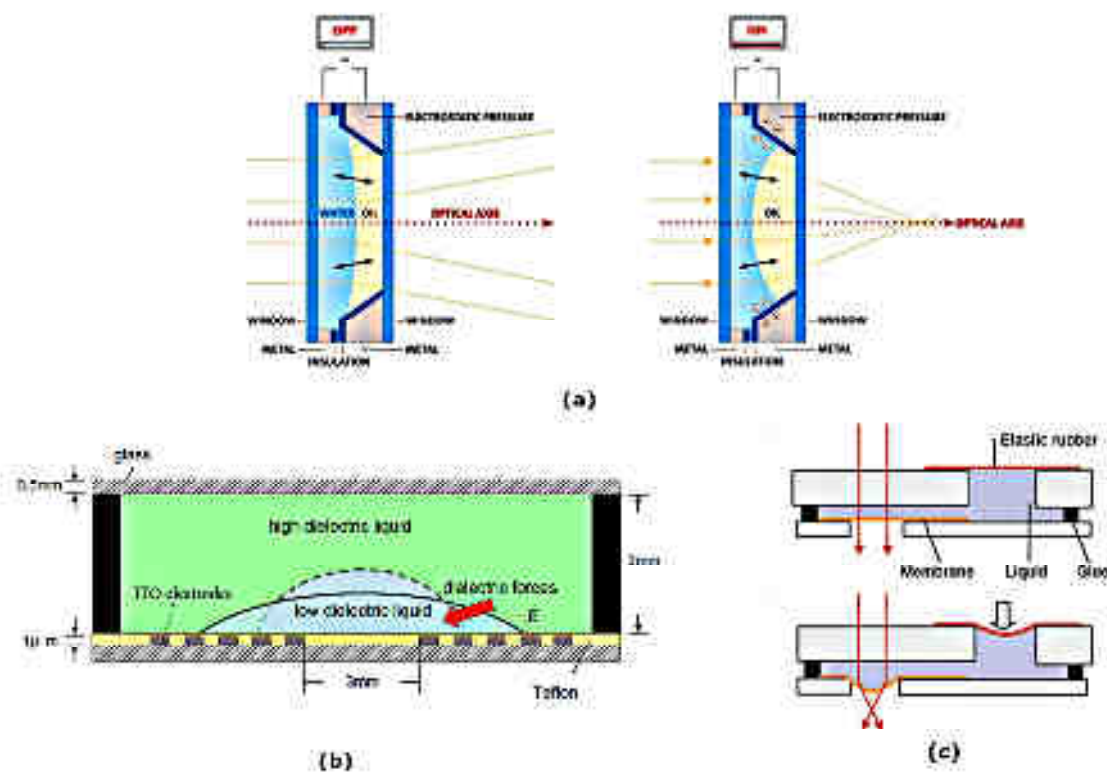 OFF
ON
ELECTROSTATIC PRESSURE
ELECTROSTATIC PRESSURE
WATER OIL
OPTICAL AXIS
OIL
OPTICAL AXIS
WINDOW
WINDOW
WINDOW
WINDOW
METAL
METAL
METAL
METAL
INSULATION
INSULATION
(a)
glass
high dielectric liquid
2mm
ITO electrodes
dielectric forces
low dielectric liquid
E
3mm
Teflon
(b)
Elastic rubber
Membrane
Liquid
Glue
(c)